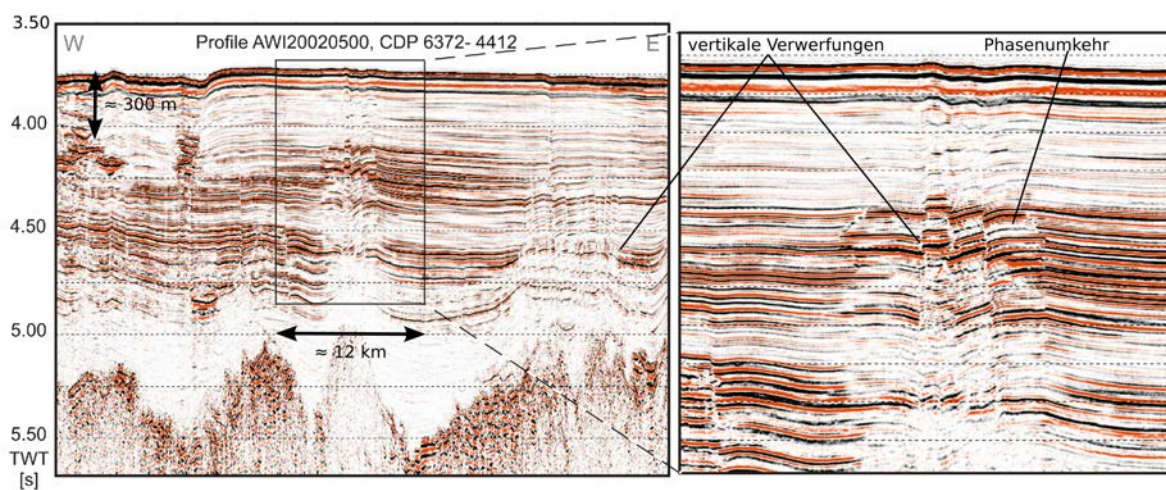 3.50
W
Profile AWI20020500, CDP 6372- 4412
E
≈ 300 m
4.00
4.50
5.00
≈ 12 km
5.50
TWT
[s]
vertikale Verwerfungen
Phasenumkehr